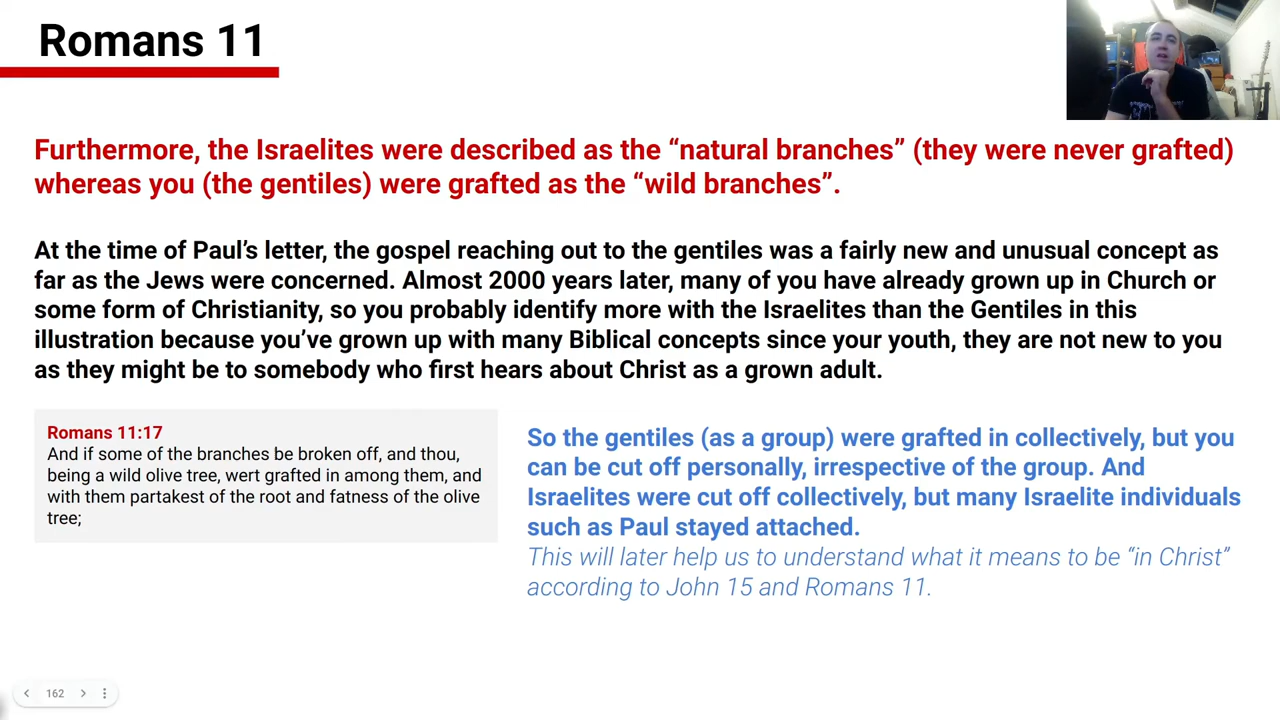 Romans 11
Furthermore, the Israelites were described as the “natural branches” (they were never grafted)
whereas you (the gentiles) were grafted as the “wild branches”.
At the time of Paul’s letter, the gospel reaching out to the gentiles was a fairly new and unusual concept as
far as the Jews were concerned. Almost 2000 years later, many of you have already grown up in Church or
some form of Christianity, so you probably identify more with the Israelites than the Gentiles in this
illustration because you’ve grown up with many Biblical concepts since your youth, they are not new to you
as they might be to somebody who first hears about Christ as a grown adult.
Romans 11:17
And if some of the branches be broken off, and thou,
being a wild olive tree, wert grafted in among them, and
with them partakest of the root and fatness of the olive
tree;
So the gentiles (as a group) were grafted in collectively, but you
can be cut off personally, irrespective of the group. And
Israelites were cut off collectively, but many Israelite individuals
such as Paul stayed attached.
This will later help us to understand what it means to be “in Christ”
according to John 15 and Romans 11.
162